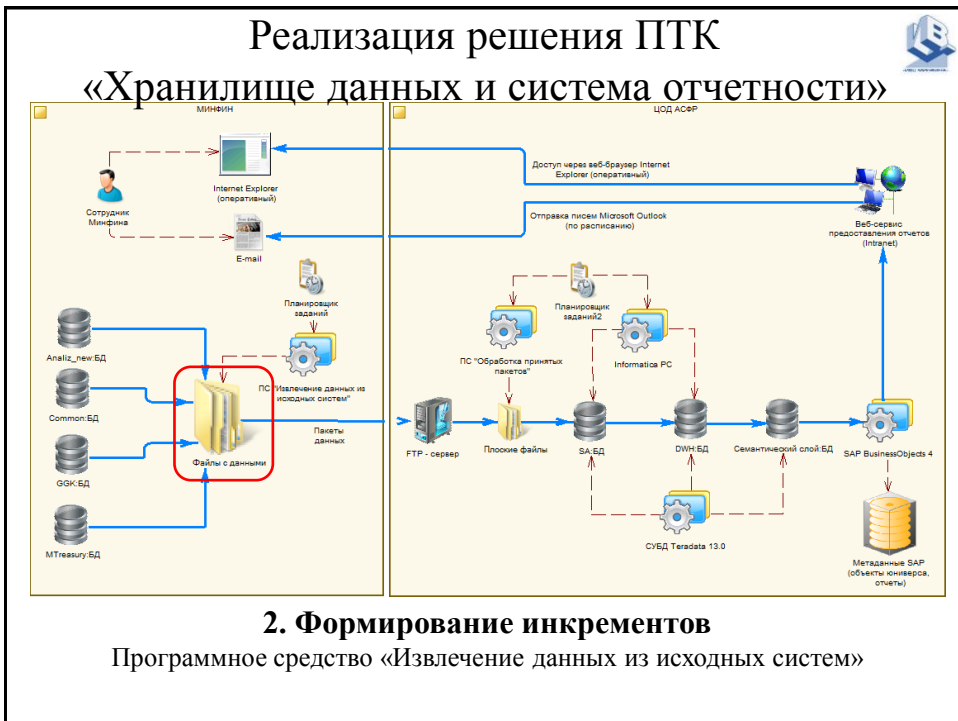 Реализация решения ПТК
«Хранилище данных и система отчетности»
МИНФИН
ЦОД АСФР
Internet Explorer
(оперативный)
Доступ через веб-браузер Internet
Explorer (оперативный)
Сотрудник
Минфина
Отправка писем Microsoft Outlook
(по расписанию)
Веб-сервис
предоставления отчетов
(Intranet)
E-mail
Планировщик
заданий
Планировщик
заданий2
Analiz_new:БД
ПС "Извлечение данных из
исходных систем"
ПС "Обработка принятых
пакетов"
Informatica PC
Common:БД
Пакеты
данных
Файлы с данными
FTP - сервер
Плоские файлы
SA:БД
DWH:БД
Семантический слой:БД
SAP BusinessObjects 4
GGK:БД
MTreasury:БД
СУБД Teradata 13.0
Метаданные SAP
(объекты юниверса,
отчеты)
2. Формирование инкрементов
Программное средство «Извлечение данных из исходных систем»